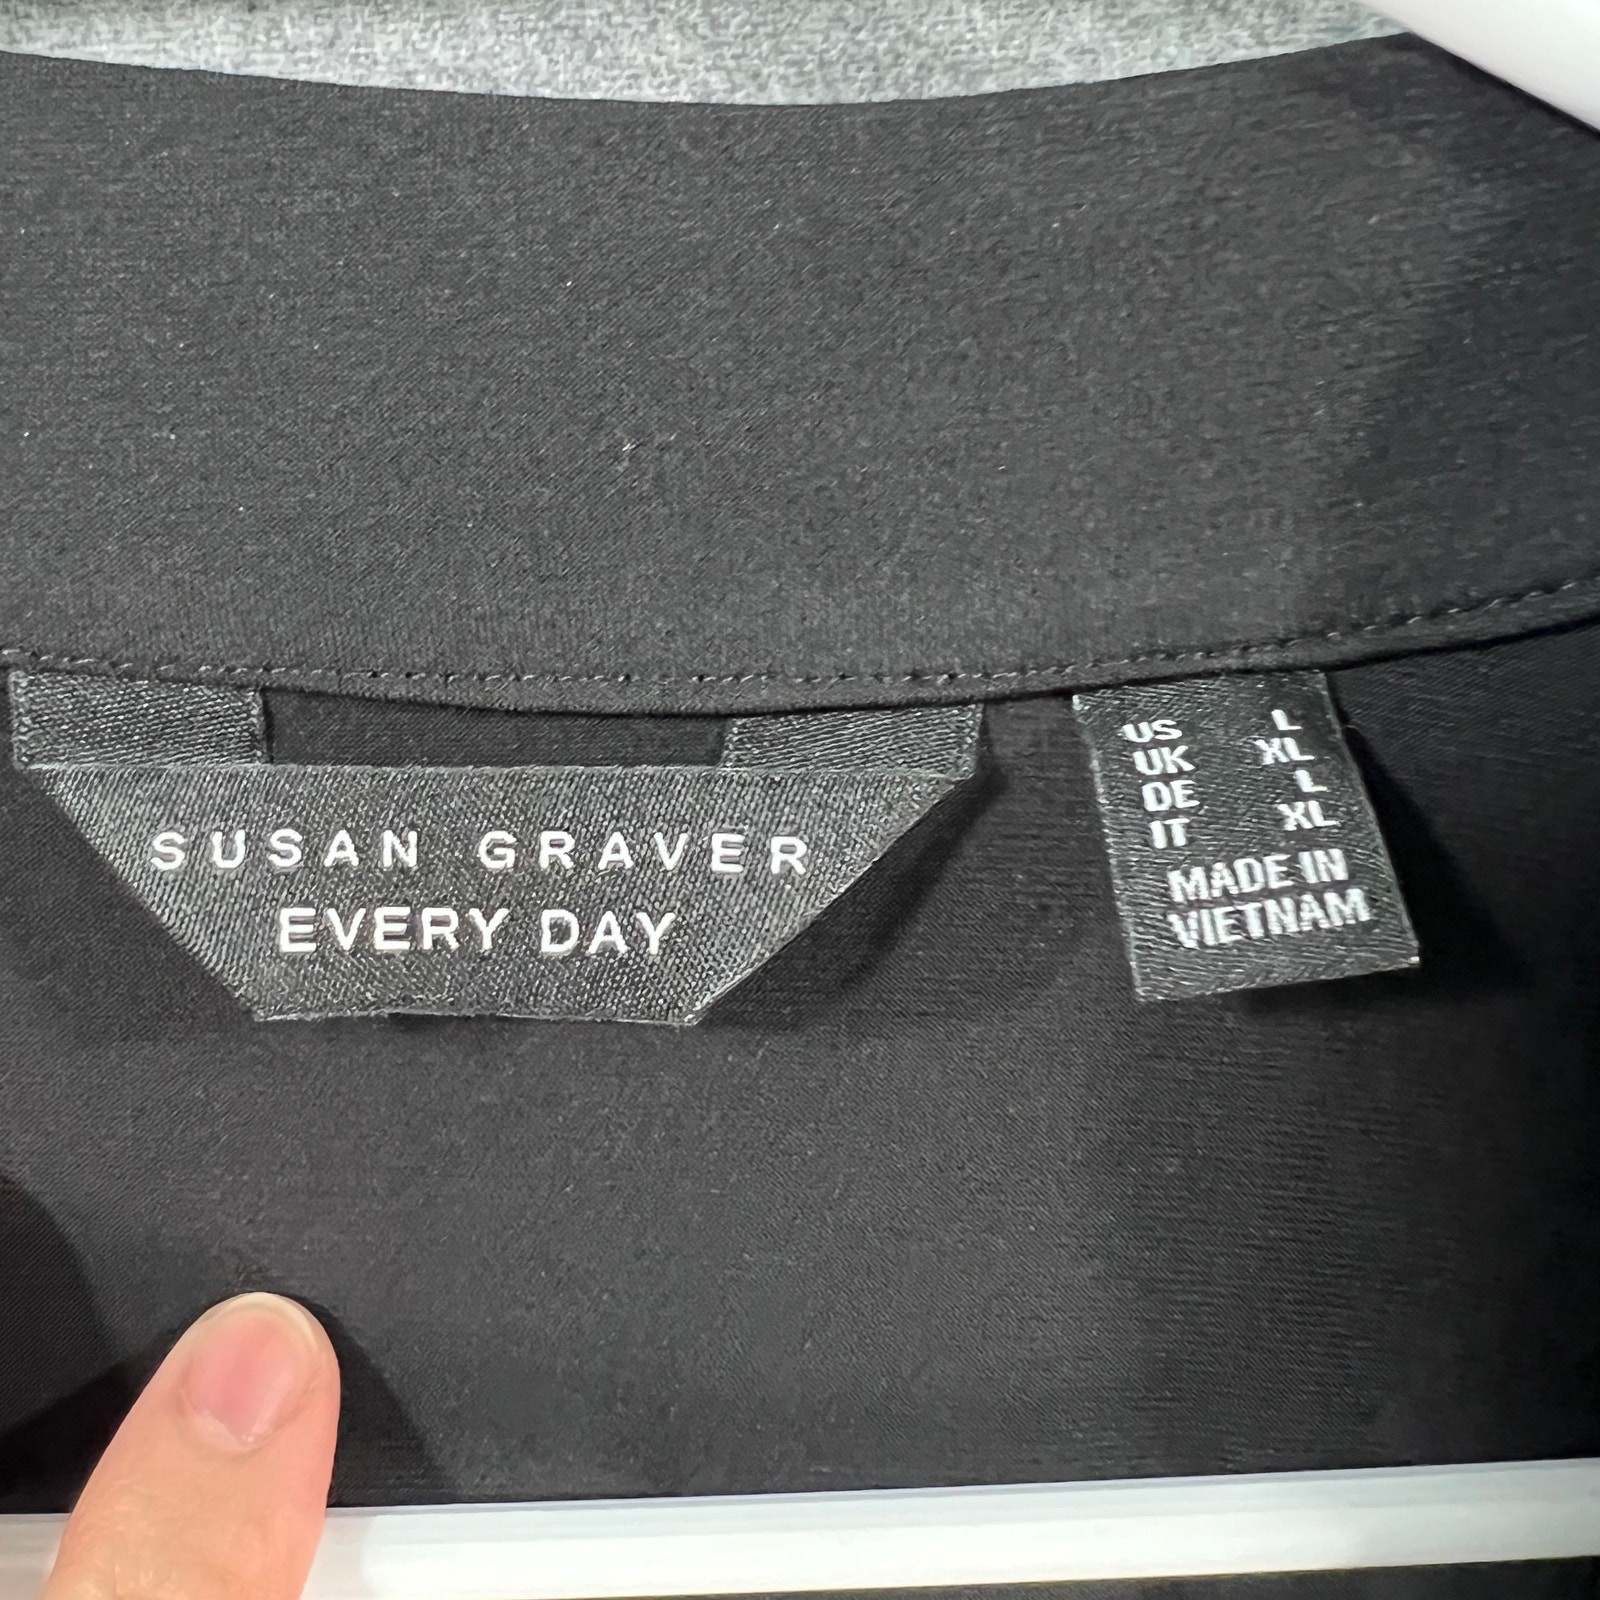 SUSAN GRAVER
EVERY DAY
US L
UK XL
DE L
IT XL
MADE IN
VIETNAM